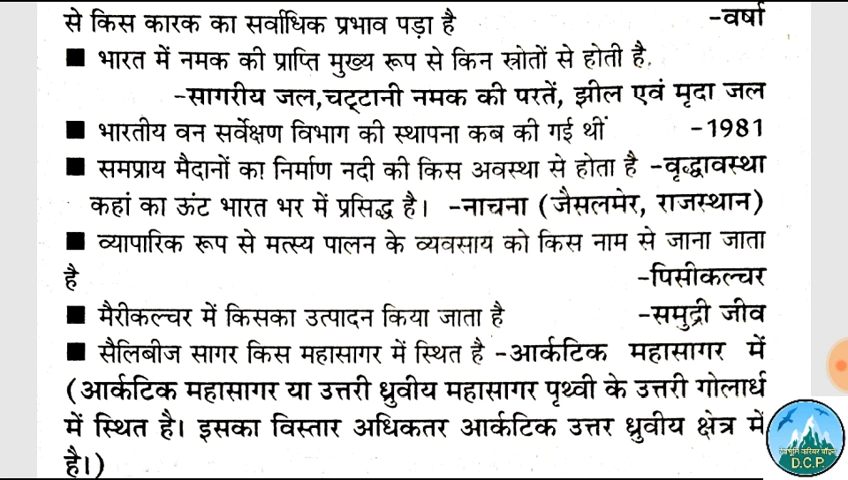 से किस कारक का सर्वाधिक प्रभाव पड़ा है -वर्षा
■ भारत में नमक की प्राप्ति मुख्य रूप से किन स्रोतों से होती है.
-सागरीय जल,चट्टानी नमक की परतें, झील एवं मृदा जल
■ भारतीय वन सर्वेक्षण विभाग की स्थापना कब की गई थीं -1981
■ समप्राय मैदानों का निर्माण नदी की किस अवस्था से होता है -वृद्धावस्था
कहां का ऊंट भारत भर में प्रसिद्ध है। -नाचना (जैसलमेर, राजस्थान)
■ व्यापारिक रूप से मत्स्य पालन के व्यवसाय को किस नाम से जाना जाता
है -पिसीकल्चर
■ मैरीकल्चर में किसका उत्पादन किया जाता है -समुद्री जीव
■ सैलिबीज सागर किस महासागर में स्थित है -आर्कटिक महासागर में
(आर्कटिक महासागर या उत्तरी ध्रुवीय महासागर पृथ्वी के उत्तरी गोलार्ध
में स्थित है। इसका विस्तार अधिकतर आर्कटिक उत्तर ध्रुवीय क्षेत्र में
है।)
D.C.P.